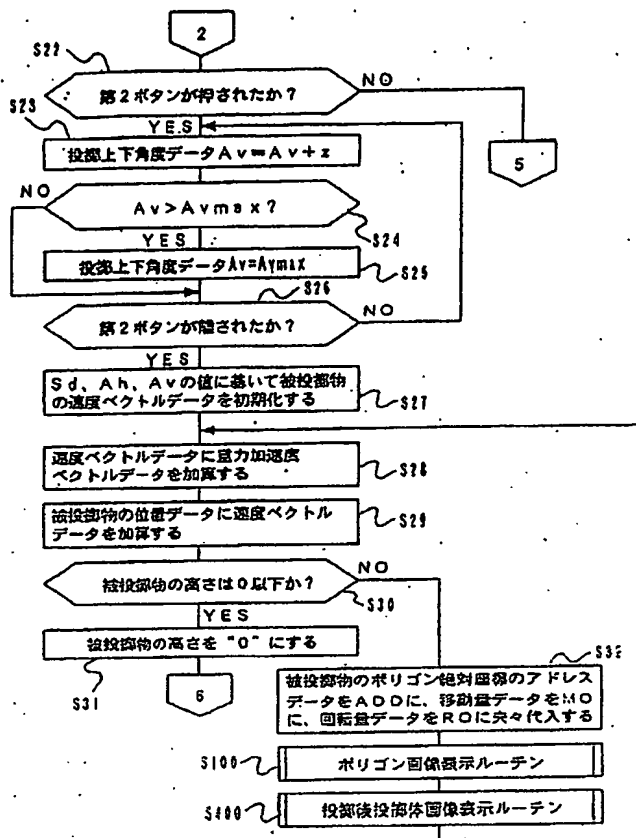 2
S22
第2ボタンが押されたか？
NO
S23
YES
投擲上下角度データAv=Av+z
5
NO
Av>Avmax？
S24
YES
投擲上下角度データAv=Avmax
S25
S26
第2ボタンが離されたか？
NO
YES
Sd、Ah、Avの値に基いて被投擲物
の速度ベクトルデータを初期化する
S27
速度ベクトルデータに重力加速度
ベクトルデータを加算する
S28
被投擲物の位置データに速度ベクトル
データを加算する
S29
被投擲物の高さは0以下か？
NO
S30
YES
被投擲物の高さを "0" にする
S31
6
S32
被投擲物のポリゴン絶対座標のアドレス
データをADDに、移動量データをMO
に、回転量データをROに夫々代入する
S100
ポリゴン画像表示ルーテン
S400
投擲後投擲体画像表示ルーテン